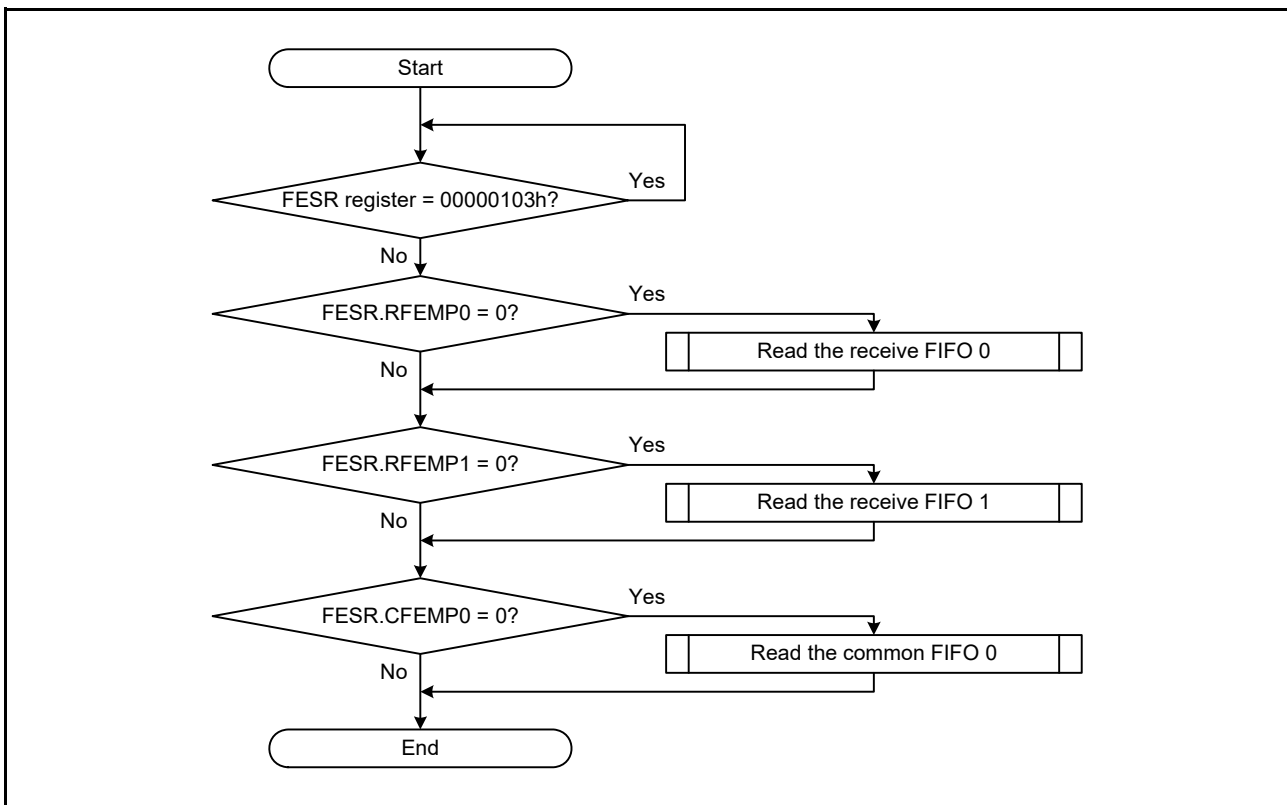 Start
FESR register = 00000103h?
Yes
No
FESR.RFEMP0 = 0?
Yes
Read the receive FIFO 0
No
FESR.RFEMP1 = 0?
Yes
Read the receive FIFO 1
No
FESR.CFEMP0 = 0?
Yes
Read the common FIFO 0
No
End